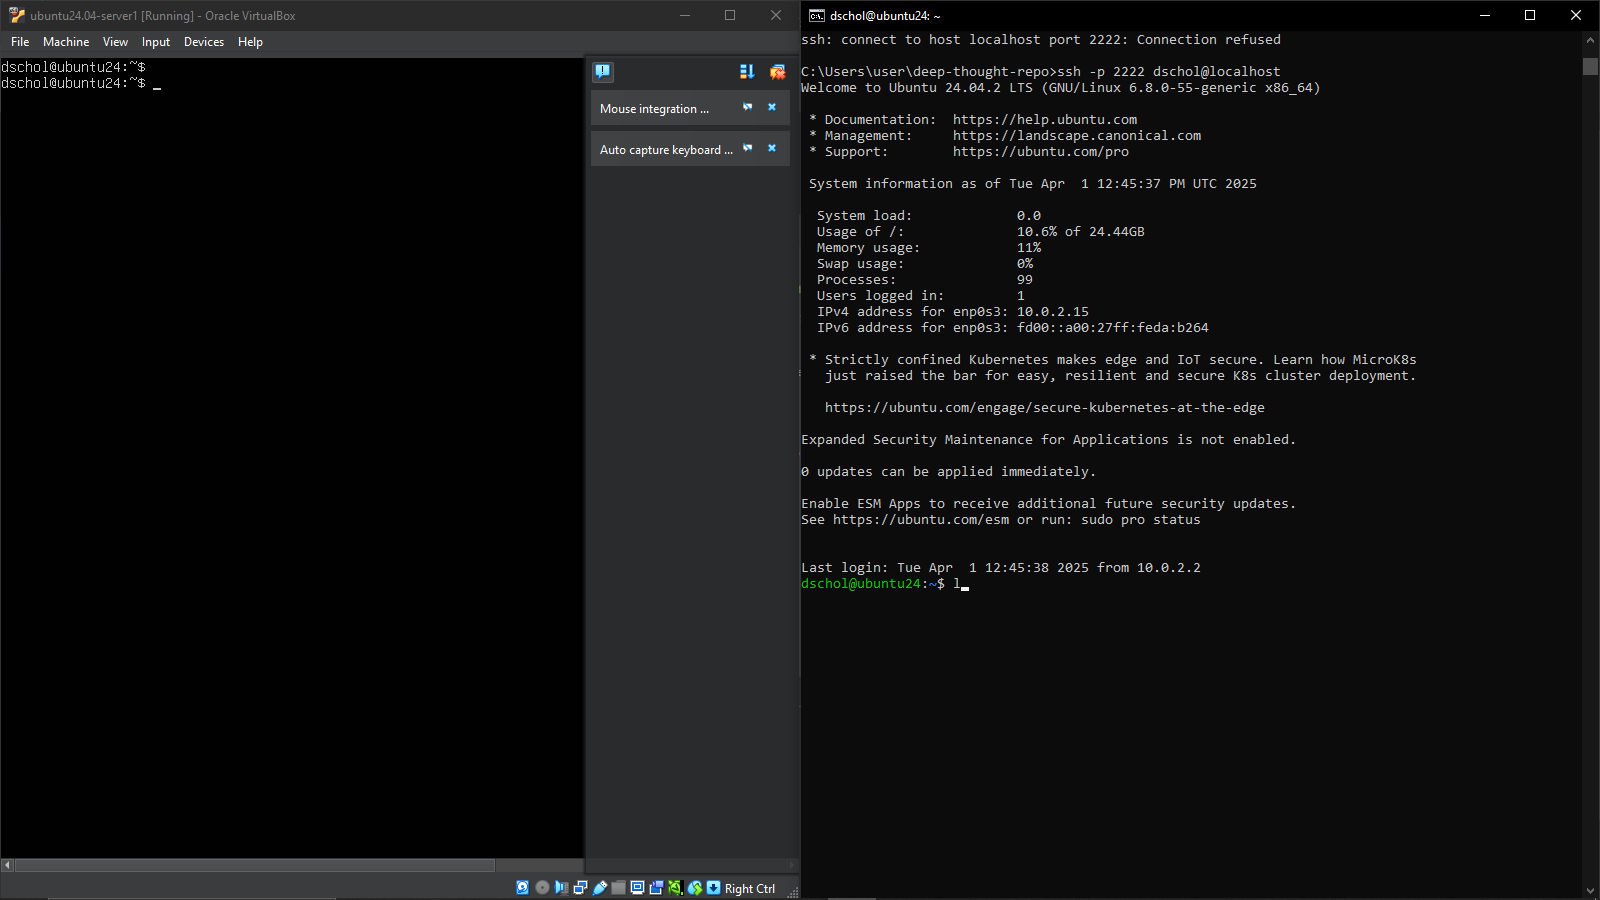 ubuntu24.04-server1 [Running] - Oracle VirtualBox
File Machine View Input Devices Help
dschol@ubuntu24:~$
dschol@ubuntu24:~$ _
Mouse integration ...
Auto capture keyboard ...
Right Ctrl
dschol@ubuntu24: ~
ssh: connect to host localhost port 2222: Connection refused
C:\Users\user\deep-thought-repo>ssh -p 2222 dschol@localhost
Welcome to Ubuntu 24.04.2 LTS (GNU/Linux 6.8.0-55-generic x86_64)
* Documentation:  https://help.ubuntu.com
* Management:     https://landscape.canonical.com
* Support:        https://ubuntu.com/pro
System information as of Tue Apr  1 12:45:37 PM UTC 2025
System load:             0.0
Usage of /:              10.6% of 24.44GB
Memory usage:            11%
Swap usage:              0%
Processes:               99
Users logged in:         1
IPv4 address for enp0s3: 10.0.2.15
IPv6 address for enp0s3: fd00::a00:27ff:feda:b264
* Strictly confined Kubernetes makes edge and IoT secure. Learn how MicroK8s
just raised the bar for easy, resilient and secure K8s cluster deployment.
https://ubuntu.com/engage/secure-kubernetes-at-the-edge
Expanded Security Maintenance for Applications is not enabled.
0 updates can be applied immediately.
Enable ESM Apps to receive additional future security updates.
See https://ubuntu.com/esm or run: sudo pro status
Last login: Tue Apr  1 12:45:38 2025 from 10.0.2.2
dschol@ubuntu24:~$ l_